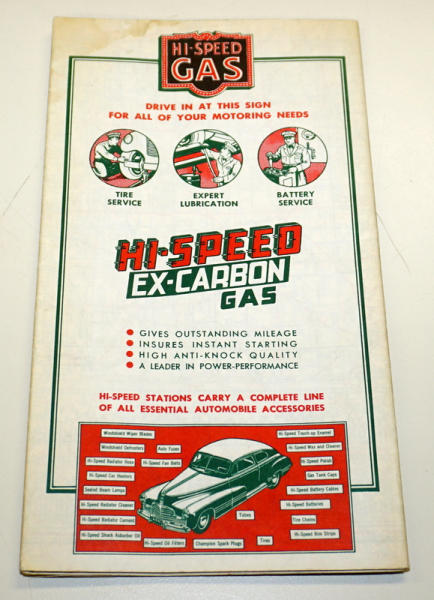 HI-SPEED
GAS
DRIVE IN AT THIS SIGN
FOR ALL OF YOUR MOTORING NEEDS
TIRE
SERVICE
EXPERT
LUBRICATION
BATTERY
SERVICE
HI-SPEED
EX-CARBON
GAS
GIVES OUTSTANDING MILEAGE
INSURES INSTANT STARTING
HIGH ANTI-KNOCK QUALITY
A LEADER IN POWER-PERFORMANCE
HI-SPEED STATIONS CARRY A COMPLETE LINE
OF ALL ESSENTIAL AUTOMOBILE ACCESSORIES
Windshield Wiper Blades
Windshield Defrosters
Auto Fuses
Hi-Speed Radiator Hose
Hi-Speed Fan Belts
Hi-Speed Car Heaters
Sealed Beam Lamps
Hi-Speed Radiator Cleaner
Hi-Speed Radiator Cement
Hi-Speed Shock Absorber Oil
Hi-Speed Oil Filters
Champion Spark Plugs
Tubes
Tires
Hi-Speed Touch-up Enamel
Hi-Speed Wax and Cleaner
Hi-Speed Polish
Gas Tank Caps
Hi-Speed Battery Cables
Hi-Speed Batteries
Tire Chains
Hi-Speed Rim Strips